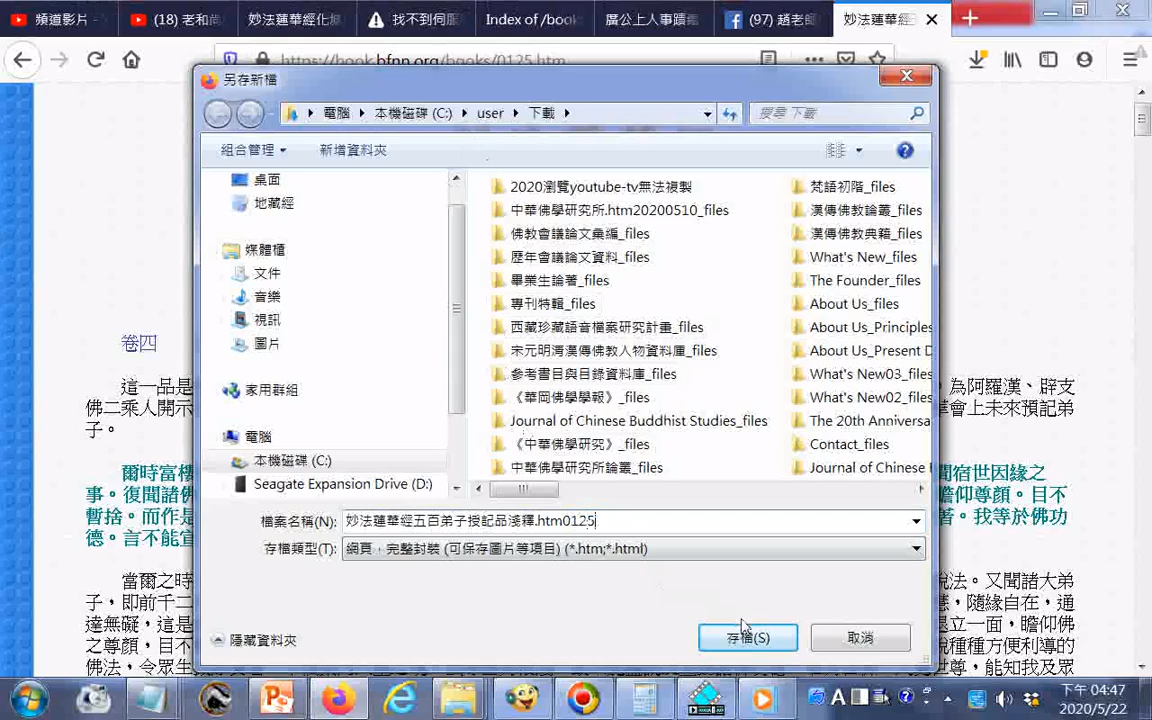 頻道影片 -
(18) 老和尚
妙法蓮華經化城
找不到伺服
Index of /book
廣公上人事蹟
(97) 趙老師
妙法蓮華經
https://book.bfnn.org/books/0125.htm
另存新檔
電腦
本機磁碟 (C:)
user
下載
搜尋 下載
組合管理
新增資料夾
桌面
地藏經
媒體櫃
文件
音樂
視訊
圖片
家用群組
電腦
本機磁碟 (C:)
Seagate Expansion Drive (D:)
2020瀏覽youtube-tv無法複製
中華佛學研究所.htm20200510_files
佛教會議論文彙編_files
歷年會議論文資料_files
畢業生論著_files
專刊特輯_files
西藏珍藏語音檔案研究計畫_files
宋元明清漢傳佛教人物資料庫_files
參考書目與目錄資料庫_files
《華岡佛學學報》_files
Journal of Chinese Buddhist Studies_files
《中華佛學研究》_files
中華佛學研究所論叢_files
梵語初階_files
漢傳佛教論叢_files
漢傳佛教典籍_files
What's New_files
The Founder_files
About Us_files
About Us_Principles
About Us_Present D
What's New03_files
What's New02_files
The 20th Anniversa
Contact_files
Journal of Chinese
檔案名稱(N):
妙法蓮華經五百弟子授記品淺釋.htm0125
存檔類型(T):
網頁，完整封裝 (可保存圖片等項目) (*.htm;*.html)
隱藏資料夾
存檔(S)
取消
卷四
這一品是 為阿羅漢、辟支
佛二乘人開示 華會上未來預記弟
子。
爾時富樓 聞宿世因緣之
事。復聞諸佛 瞻仰尊顏。目不
暫捨。而作是 著。我等於佛功
德。言不能宣
當爾之時 說法。又聞諸大弟
子，即前千二 慧，隨緣自在，通
達無礙，這是 退立一面，瞻仰佛
之尊顏，目不 說種種方便利導的
佛法，令眾生 世尊，能知我及眾
下午 04:47
2020/5/22